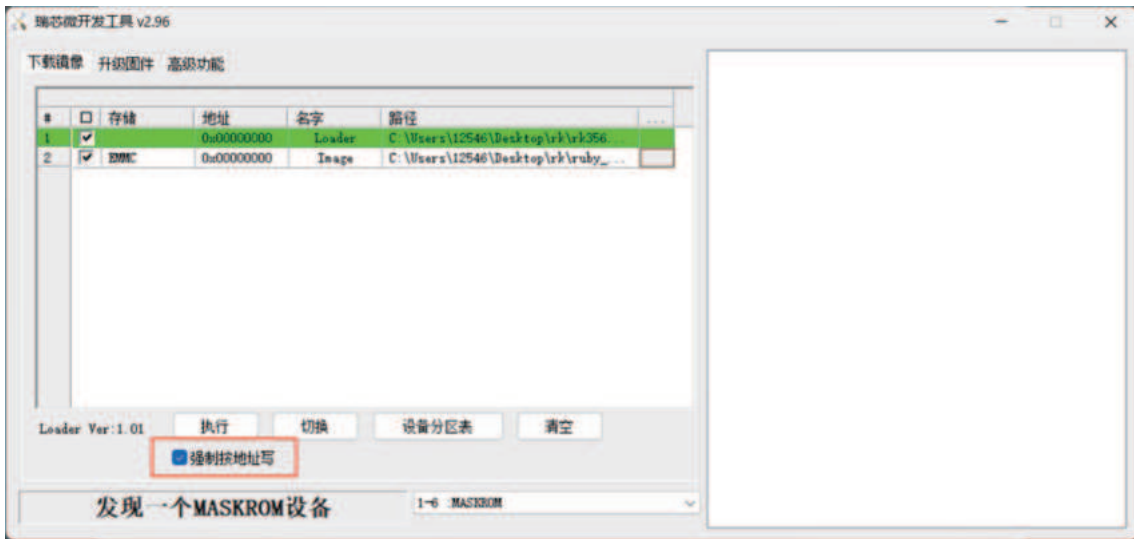 瑞芯微开发工具 v2.96
下载镜像 升级固件 高级功能
# 存储 地址 名字 路径 ...
1 0x00000000 Loader C:\Users\12546\Desktop\rk\rk356...
2 EMMC 0x00000000 Image C:\Users\12546\Desktop\rk\ruby_...
Loader Ver:1.01 执行 切换 设备分区表 清空
强制按地址写
发现一个MASKROM设备 1-6 :MASKROM